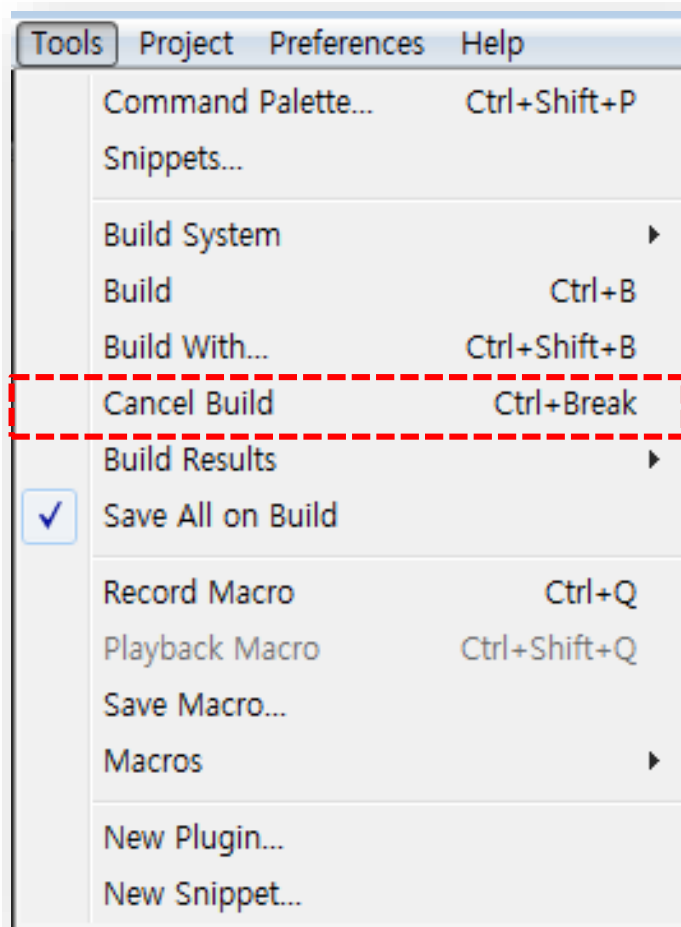 Tools Project Preferences Help
Command Palette... Ctrl+Shift+P
Snippets...
Build System
Build Ctrl+B
Build With... Ctrl+Shift+B
Cancel Build Ctrl+Break
Build Results
Save All on Build
Record Macro Ctrl+Q
Playback Macro Ctrl+Shift+Q
Save Macro...
Macros
New Plugin...
New Snippet...